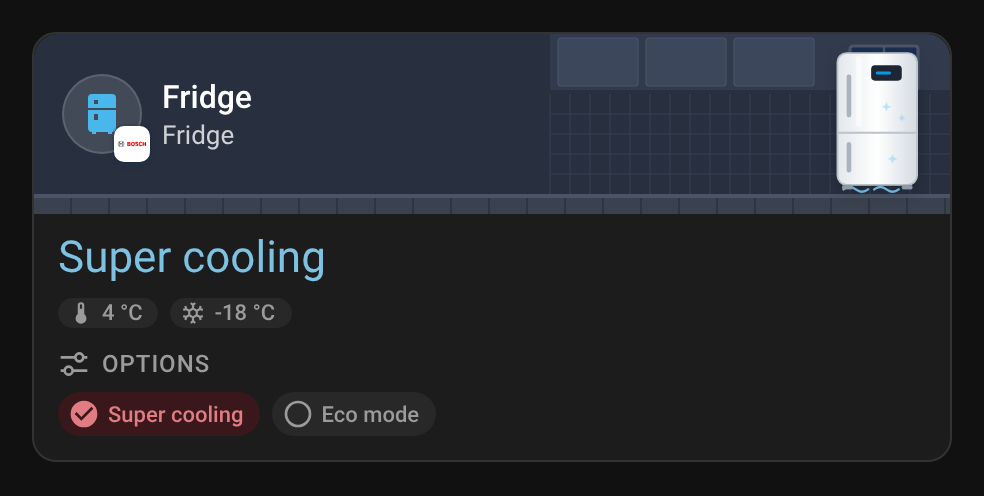 Fridge
Fridge
BOSCH
Super cooling
4 °C
-18 °C
OPTIONS
Super cooling
Eco mode